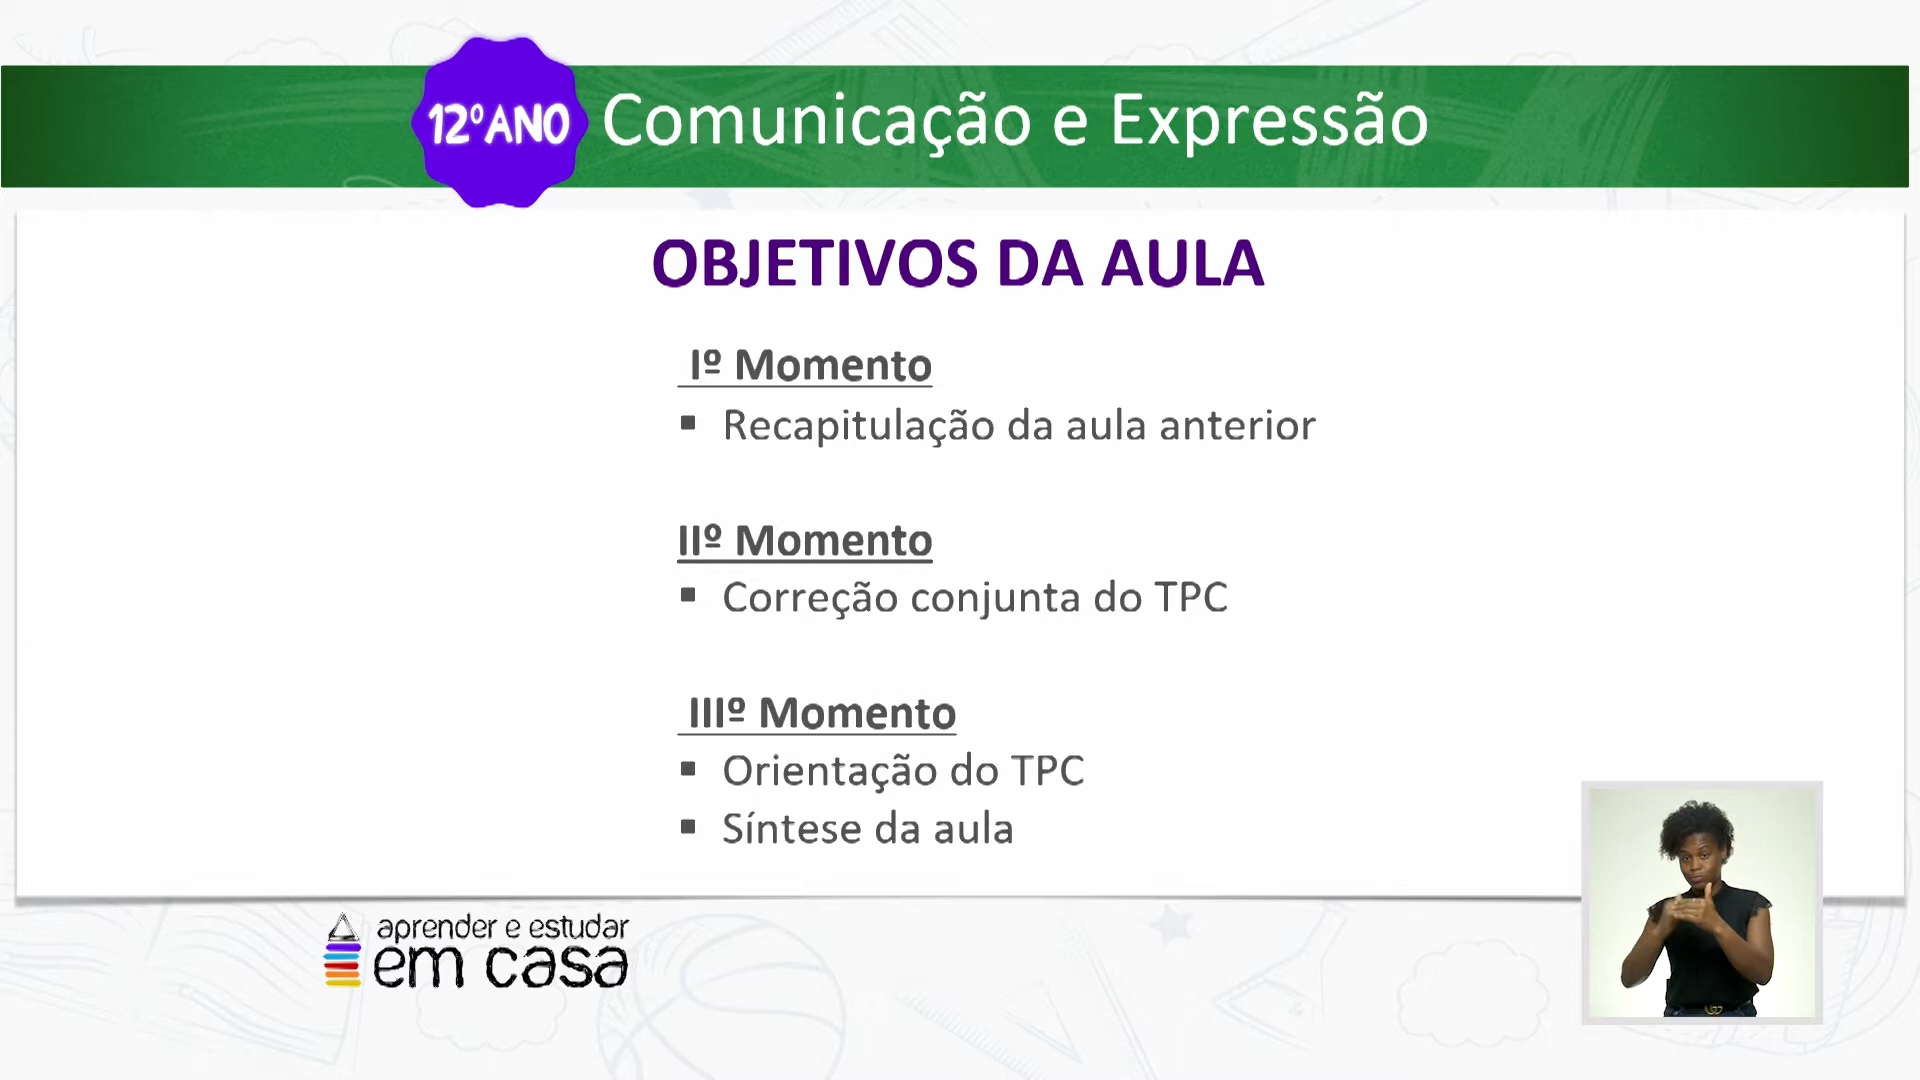 12ºANO Comunicação e Expressão
OBJETIVOS DA AULA
Iº Momento
▪ Recapitulação da aula anterior
IIº Momento
▪ Correção conjunta do TPC
IIIº Momento
▪ Orientação do TPC
▪ Síntese da aula
aprender e estudar
em casa